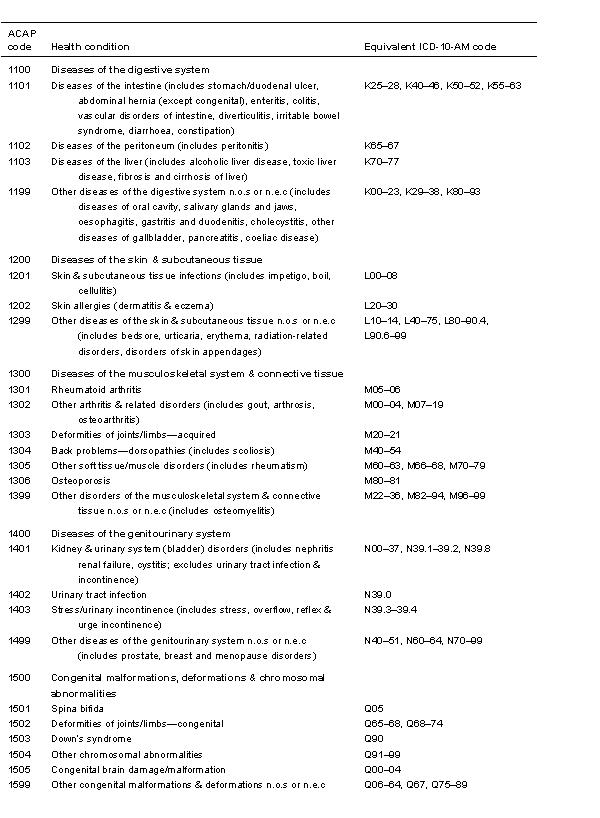 ACAP
code Health condition Equivalent ICD-10-AM code
1100 Diseases of the digestive system
1101 Diseases of the intestine (includes stomach/duodenal ulcer, K25–28, K40–46, K50–52, K55–63
abdominal hernia (except congenital), enteritis, colitis,
vascular disorders of intestine, diverticulitis, irritable bowel
syndrome, diarrhoea, constipation)
1102 Diseases of the peritoneum (includes peritonitis) K65–67
1103 Diseases of the liver (includes alcoholic liver disease, toxic liver K70–77
disease, fibrosis and cirrhosis of liver)
1199 Other diseases of the digestive system n.o.s or n.e.c (includes K00–23, K29–38, K80–93
diseases of oral cavity, salivary glands and jaws,
oesophagitis, gastritis and duodenitis, cholecystitis, other
diseases of gallbladder, pancreatitis, coeliac disease)
1200 Diseases of the skin & subcutaneous tissue
1201 Skin & subcutaneous tissue infections (includes impetigo, boil, L00–08
cellulitis)
1202 Skin allergies (dermatitis & eczema) L20–30
1299 Other diseases of the skin & subcutaneous tissue n.o.s or n.e.c L10–14, L40–75, L80–90.4,
(includes bedsore, urticaria, erythema, radiation-related L90.6–99
disorders, disorders of skin appendages)
1300 Diseases of the musculoskeletal system & connective tissue
1301 Rheumatoid arthritis M05–06
1302 Other arthritis & related disorders (includes gout, arthrosis, M00–04, M07–19
osteoarthritis)
1303 Deformities of joints/limbs—acquired M20–21
1304 Back problems—dorsopathies (includes scoliosis) M40–54
1305 Other soft tissue/muscle disorders (includes rheumatism) M60–63, M66–68, M70–79
1306 Osteoporosis M80–81
1399 Other disorders of the musculoskeletal system & connective M22–36, M82–94, M96–99
tissue n.o.s or n.e.c (includes osteomyelitis)
1400 Diseases of the genitourinary system
1401 Kidney & urinary system (bladder) disorders (includes nephritis N00–37, N39.1–39.2, N39.8
renal failure, cystitis; excludes urinary tract infection &
incontinence)
1402 Urinary tract infection N39.0
1403 Stress/urinary incontinence (includes stress, overflow, reflex & N39.3–39.4
urge incontinence)
1499 Other diseases of the genitourinary system n.o.s or n.e.c N40–51, N60–64, N70–99
(includes prostate, breast and menopause disorders)
1500 Congenital malformations, deformations & chromosomal
abnormalities
1501 Spina bifida Q05
1502 Deformities of joints/limbs—congenital Q65–68, Q68–74
1503 Down's syndrome Q90
1504 Other chromosomal abnormalities Q91–99
1505 Congenital brain damage/malformation Q00–04
1599 Other congenital malformations & deformations n.o.s or n.e.c Q06–64, Q67, Q75–89